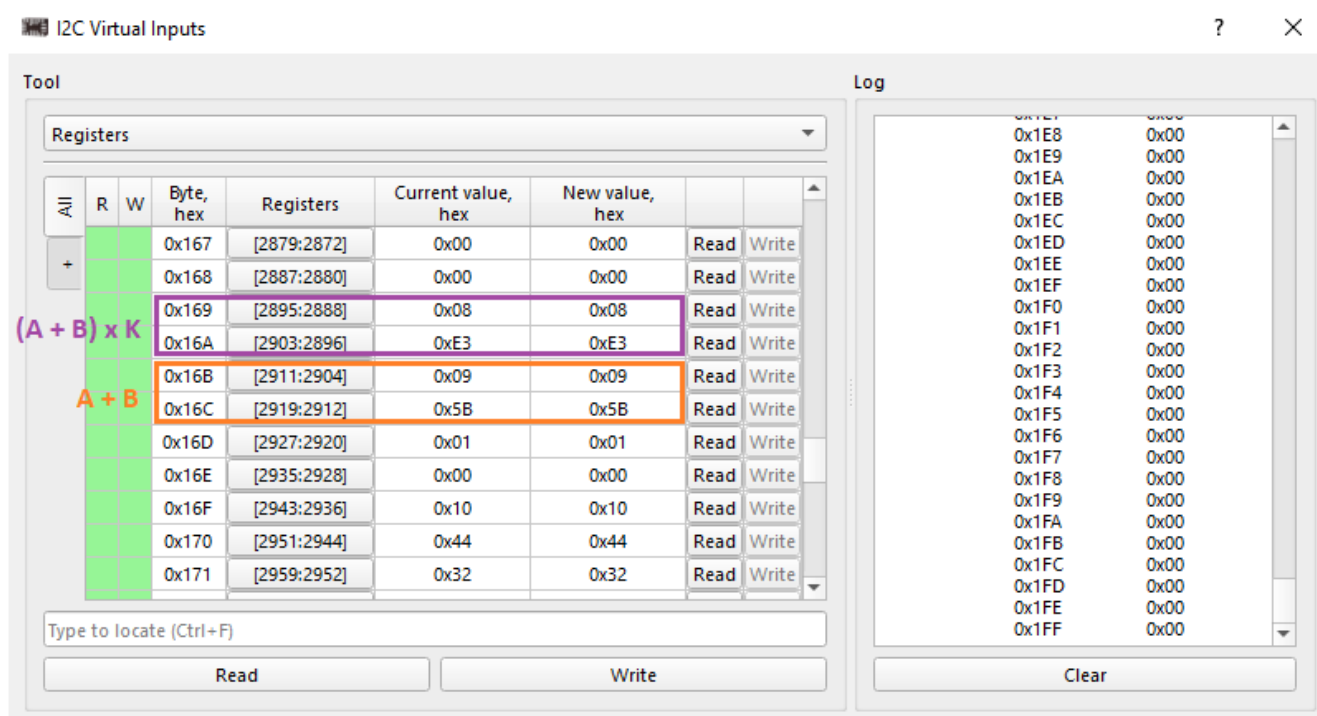 I2C Virtual Inputs ? ×
Tool
Registers
All R W Byte, hex Registers Current value, hex New value, hex
+
0x167 [2879:2872] 0x00 0x00 Read Write
0x168 [2887:2880] 0x00 0x00 Read Write
(A + B) x K
0x169 [2895:2888] 0x08 0x08 Read Write
0x16A [2903:2896] 0xE3 0xE3 Read Write
A + B
0x16B [2911:2904] 0x09 0x09 Read Write
0x16C [2919:2912] 0x5B 0x5B Read Write
0x16D [2927:2920] 0x01 0x01 Read Write
0x16E [2935:2928] 0x00 0x00 Read Write
0x16F [2943:2936] 0x10 0x10 Read Write
0x170 [2951:2944] 0x44 0x44 Read Write
0x171 [2959:2952] 0x32 0x32 Read Write
Type to locate (Ctrl+F)
Read Write
Log
0x1E8 0x00
0x1E9 0x00
0x1EA 0x00
0x1EB 0x00
0x1EC 0x00
0x1ED 0x00
0x1EE 0x00
0x1EF 0x00
0x1F0 0x00
0x1F1 0x00
0x1F2 0x00
0x1F3 0x00
0x1F4 0x00
0x1F5 0x00
0x1F6 0x00
0x1F7 0x00
0x1F8 0x00
0x1F9 0x00
0x1FA 0x00
0x1FB 0x00
0x1FC 0x00
0x1FD 0x00
0x1FE 0x00
0x1FF 0x00
Clear